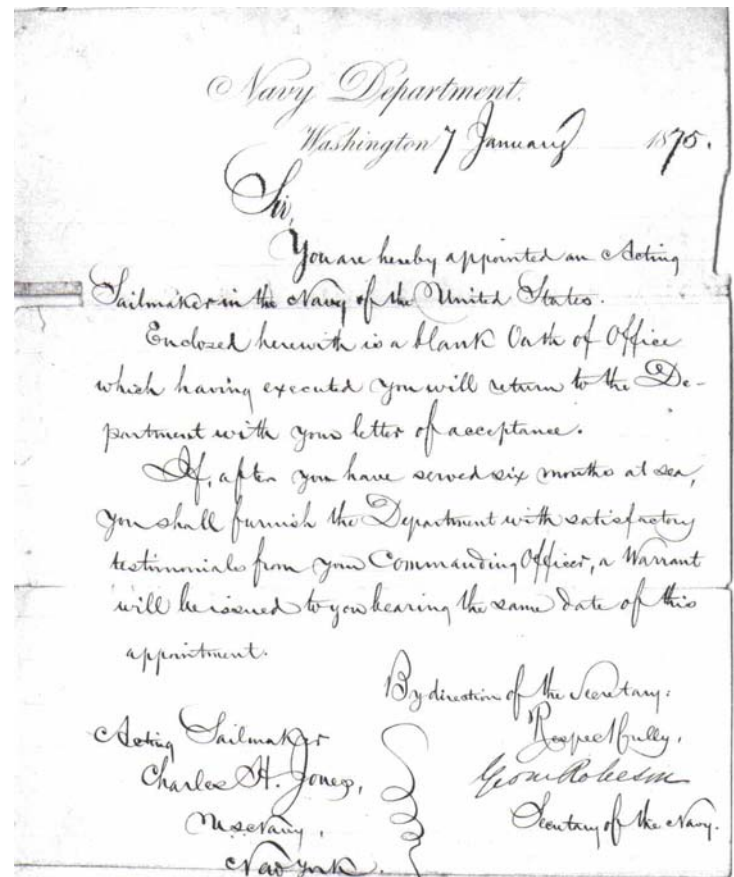 Navy Department.
Washington 7 January 1875.
Sir,
You are hereby appointed an Acting
Sailmaker in the Navy of the United States.
Enclosed herewith is a blank Oath of Office
which having executed you will return to the De-
partment with your letter of acceptance.
If, after you have served six months at sea,
you shall furnish the Department with satisfactory
testimonials from your Commanding Officer, a Warrant
will be issued to you bearing the same date of this
appointment.
By direction of the Secretary:
Respectfully,
Geo M Robeson
Secretary of the Navy.
Acting Sailmaker
Charles H. Jones,
U.S. Navy,
New York.